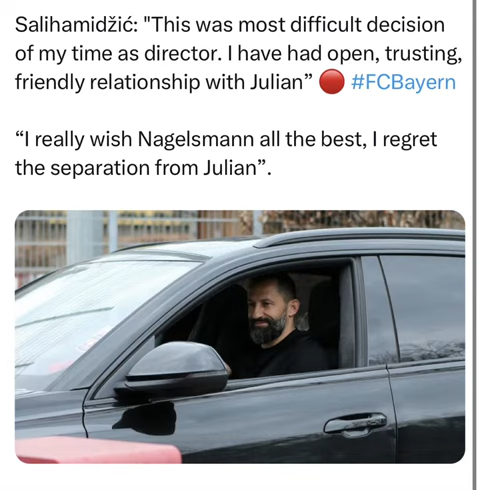 Salihamidžić: "This was most difficult decision
of my time as director. I have had open, trusting,
friendly relationship with Julian” 🔴 #FCBayern
“I really wish Nagelsmann all the best, I regret
the separation from Julian”.